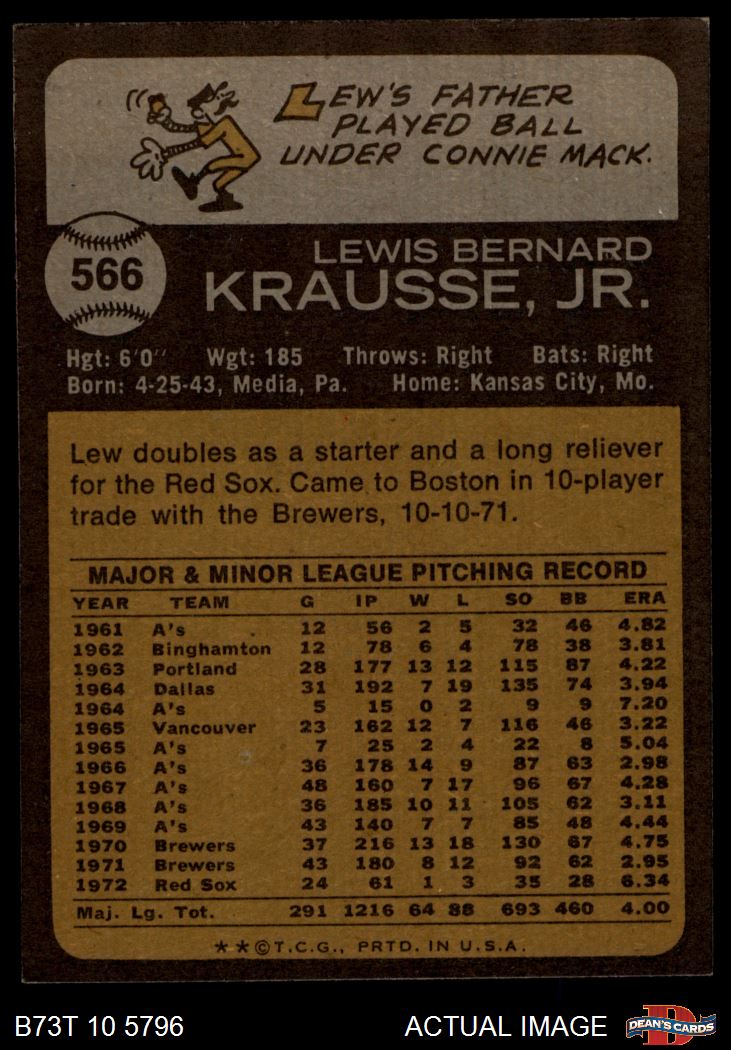 LEW'S FATHER
PLAYED BALL
UNDER CONNIE MACK.
566
LEWIS BERNARD
KRAUSSE, JR.
Hgt: 6'0" Wgt: 185 Throws: Right Bats: Right
Born: 4-25-43, Media, Pa. Home: Kansas City, Mo.
Lew doubles as a starter and a long reliever
for the Red Sox. Came to Boston in 10-player
trade with the Brewers, 10-10-71.
MAJOR & MINOR LEAGUE PITCHING RECORD
YEAR TEAM G IP W L SO BB ERA
1961 A's 12 56 2 5 32 46 4.82
1962 Binghamton 12 78 6 4 78 38 3.81
1963 Portland 28 177 13 12 115 87 4.22
1964 Dallas 31 192 7 19 135 74 3.94
1964 A's 5 15 0 2 9 9 7.20
1965 Vancouver 23 162 12 7 116 46 3.22
1965 A's 7 25 2 4 22 8 5.04
1966 A's 36 178 14 9 87 63 2.98
1967 A's 48 160 7 17 96 67 4.28
1968 A's 36 185 10 11 105 62 3.11
1969 A's 43 140 7 7 85 48 4.44
1970 Brewers 37 216 13 18 130 67 4.75
1971 Brewers 43 180 8 12 92 62 2.95
1972 Red Sox 24 61 1 3 35 28 6.34
Maj. Lg. Tot. 291 1216 64 88 693 460 4.00
**©T.C.G., PRTD. IN U.S.A.
B73T 10 5796 ACTUAL IMAGE DEAN'S CARDS